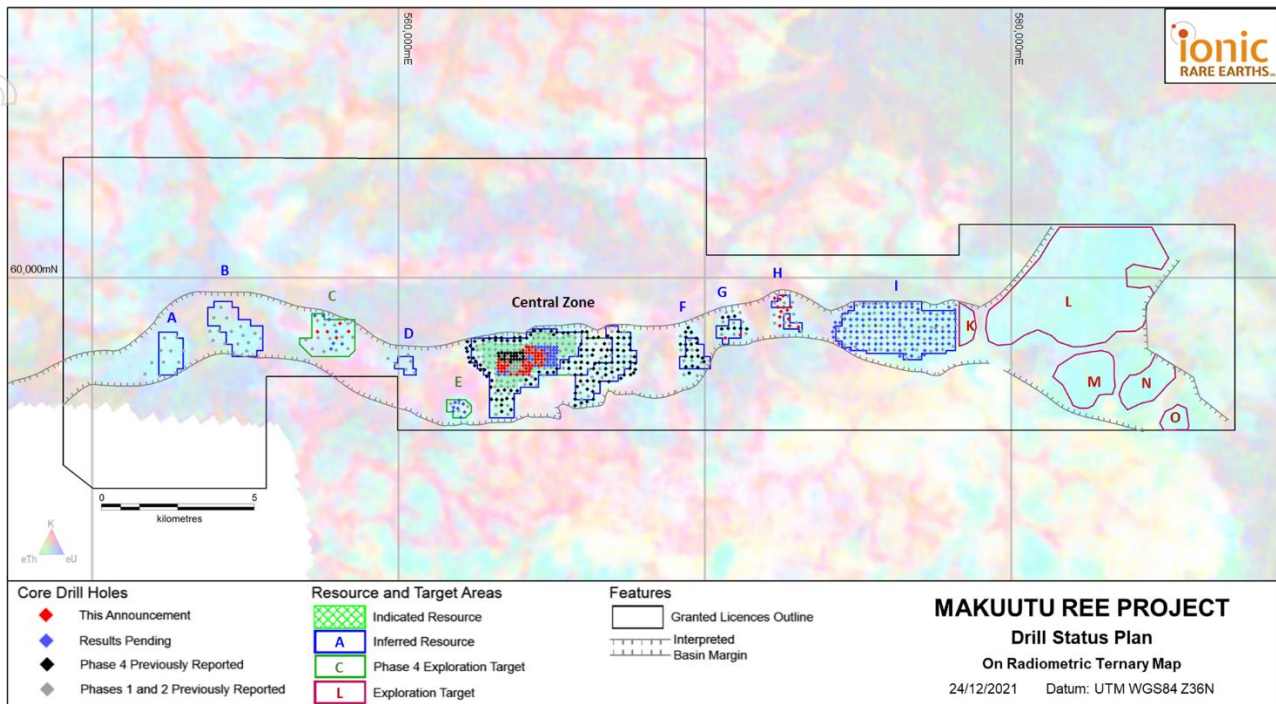 560,000mE
580,000mE
ionic
RARE EARTHS
60,000mN
A
B
C
D
E
Central Zone
F
G
H
I
K
L
M
N
O
0 5
kilometres
K
eTh eU
Core Drill Holes
This Announcement
Results Pending
Phase 4 Previously Reported
Phases 1 and 2 Previously Reported
Resource and Target Areas
Indicated Resource
A Inferred Resource
C Phase 4 Exploration Target
L Exploration Target
Features
Granted Licences Outline
Interpreted
Basin Margin
MAKUUTU REE PROJECT
Drill Status Plan
On Radiometric Ternary Map
24/12/2021 Datum: UTM WGS84 Z36N